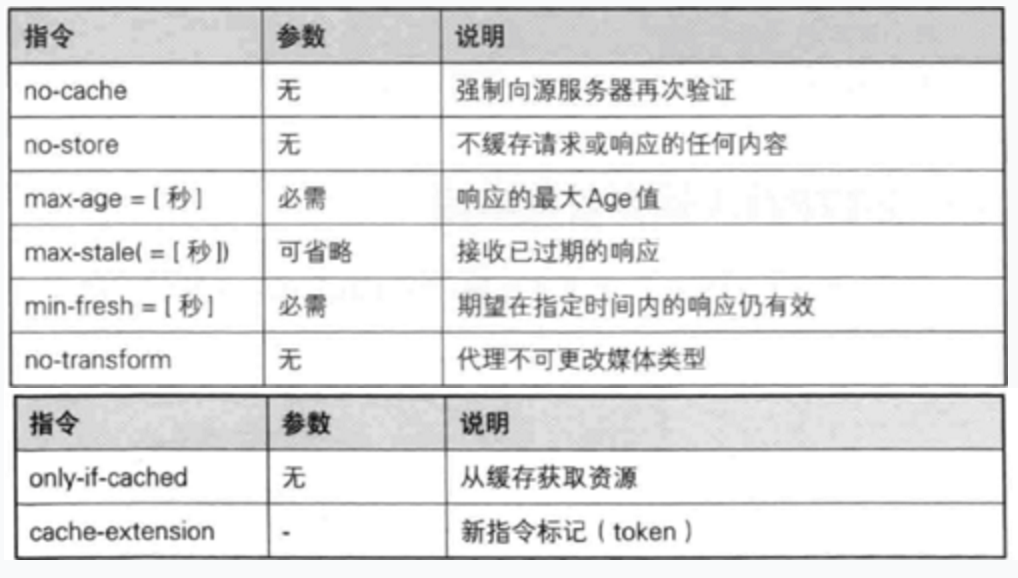 指令 参数 说明
no-cache 无 强制向源服务器再次验证
no-store 无 不缓存请求或响应的任何内容
max-age = [ 秒] 必需 响应的最大Age值
max-stale( = [ 秒]) 可省略 接收已过期的响应
min-fresh = [ 秒] 必需 期望在指定时间内的响应仍有效
no-transform 无 代理不可更改媒体类型
指令 参数 说明
only-if-cached 无 从缓存获取资源
cache-extension - 新指令标记（token）